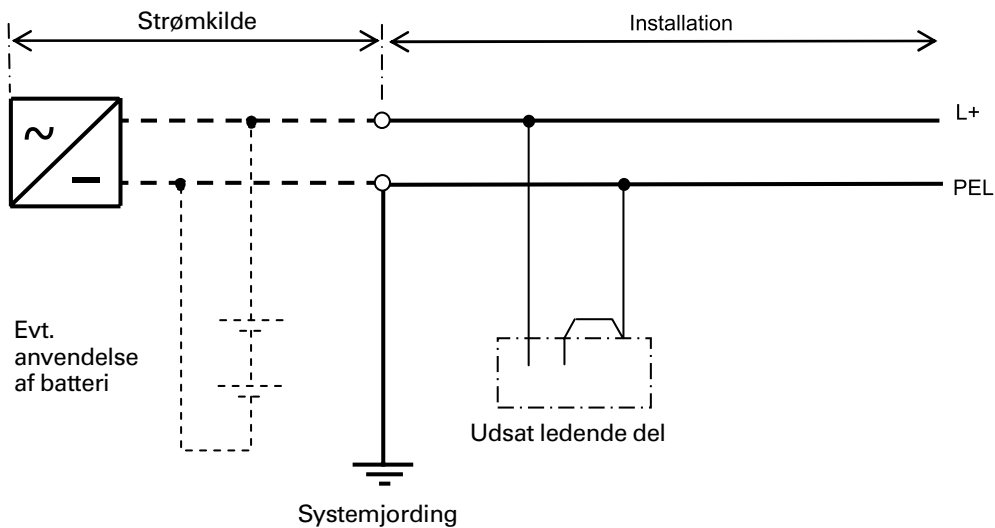 Strømkilde
Installation
L+
PEL
Evt.
anvendelse
af batteri
Udsat ledende del
Systemjording